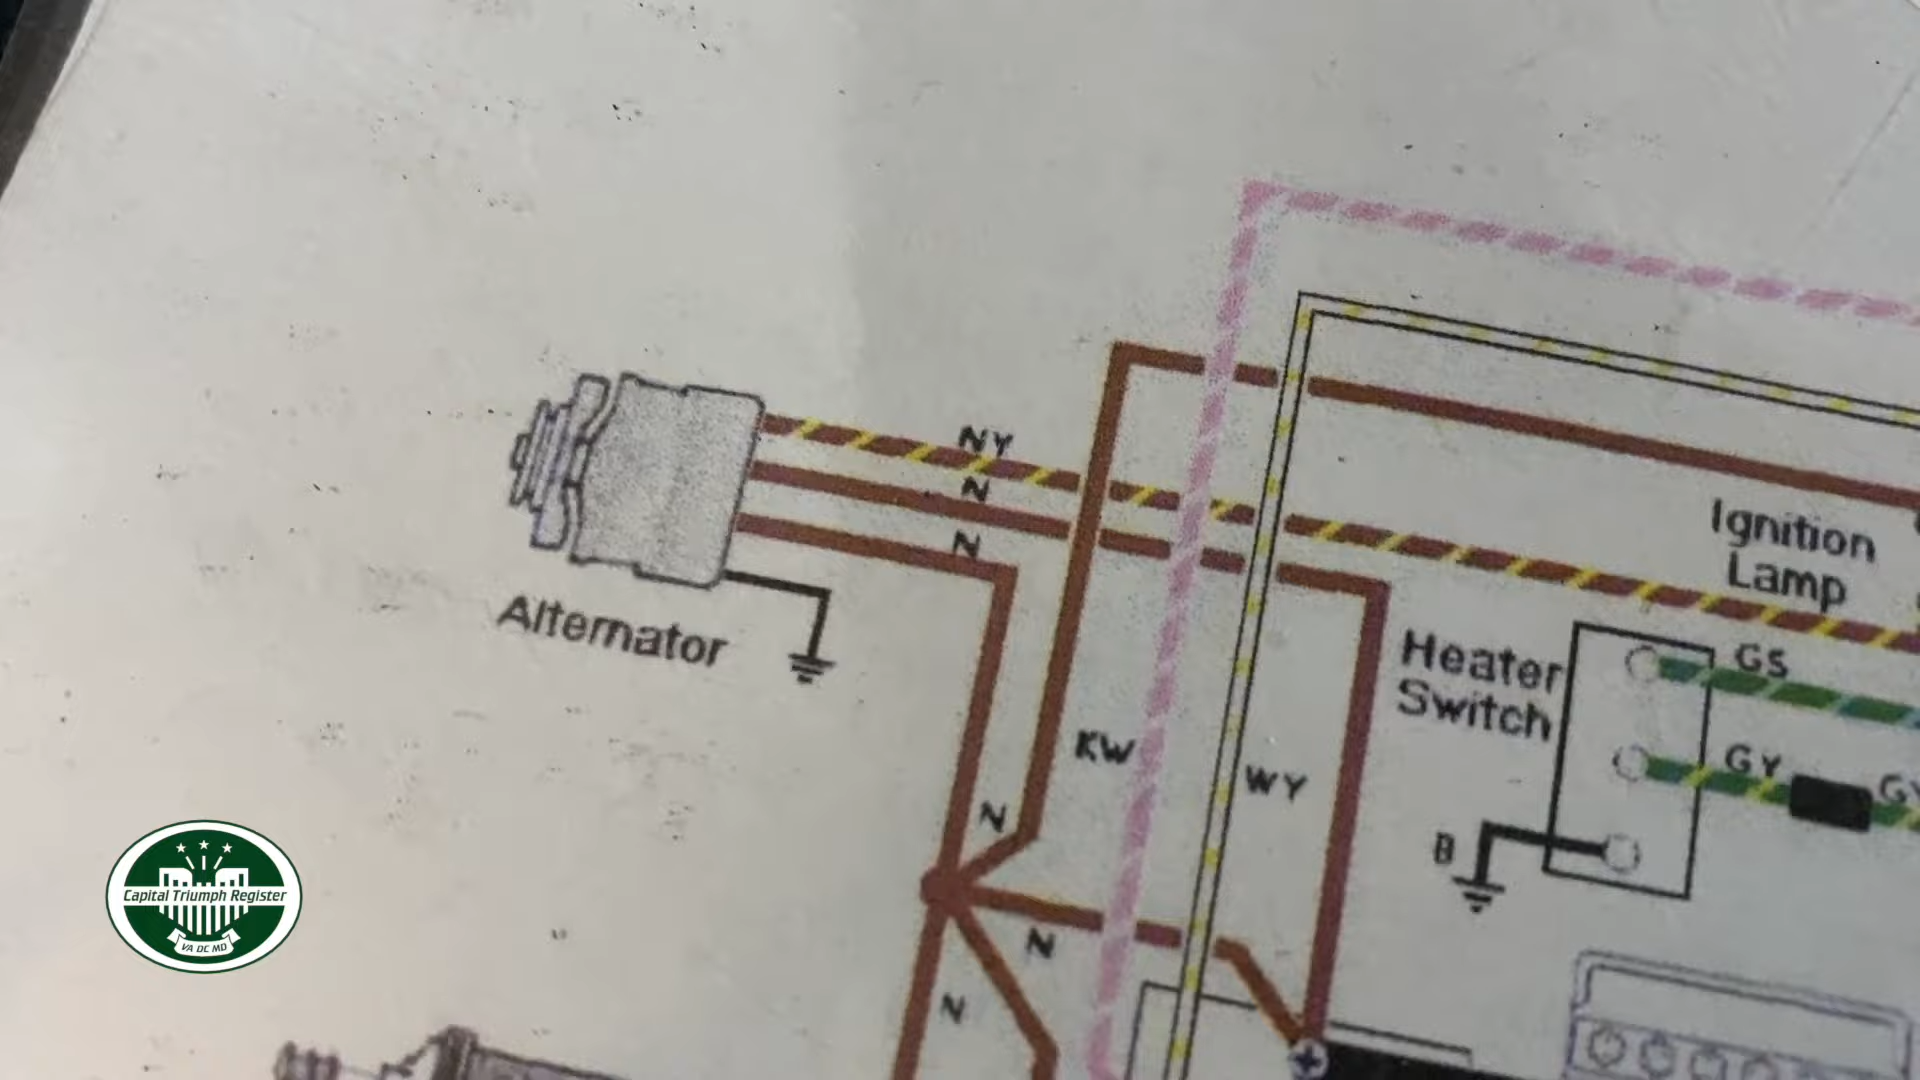 NY
N
N
Ignition
Lamp
Alternator
Heater
Switch
GS
GY
KW
WY
N
B
N
N
Capital Triumph Register
VA DC MD